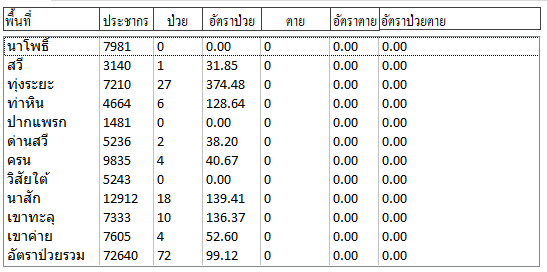 พื้นที่ ประชากร ป่วย อัตราป่วย ตาย อัตราตาย อัตราป่วยตาย
นาโพธิ์ 7981 0 0.00 0 0.00 0.00
สวี 3140 1 31.85 0 0.00 0.00
ทุ่งระยะ 7210 27 374.48 0 0.00 0.00
ท่าหิน 4664 6 128.64 0 0.00 0.00
ปากแพรก 1481 0 0.00 0 0.00 0.00
ด่านสวี 5236 2 38.20 0 0.00 0.00
ครน 9835 4 40.67 0 0.00 0.00
วิสัยใต้ 5243 0 0.00 0 0.00 0.00
นาสัก 12912 18 139.41 0 0.00 0.00
เขาทะลุ 7333 10 136.37 0 0.00 0.00
เขาค่าย 7605 4 52.60 0 0.00 0.00
อัตราป่วยรวม 72640 72 99.12 0 0.00 0.00